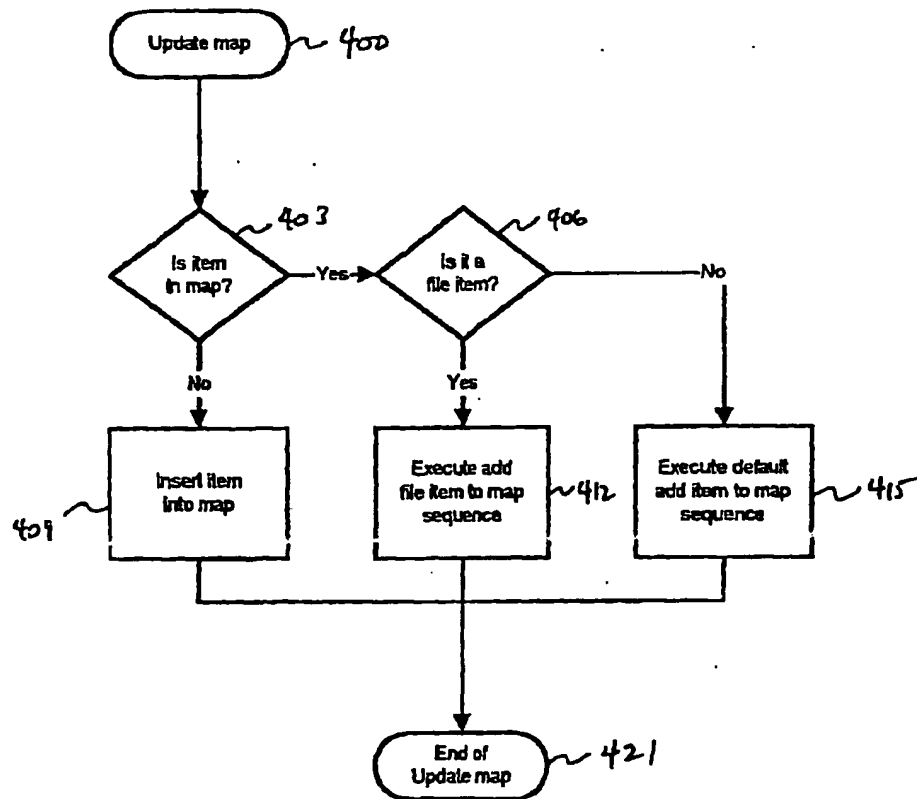 Update map
400
403
406
Is item
in map?
Yes
Is it a
file item?
No
No
Yes
Insert item
into map
409
Execute add
file item to map
sequence
412
Execute default
add item to map
sequence
415
End of
Update map
421